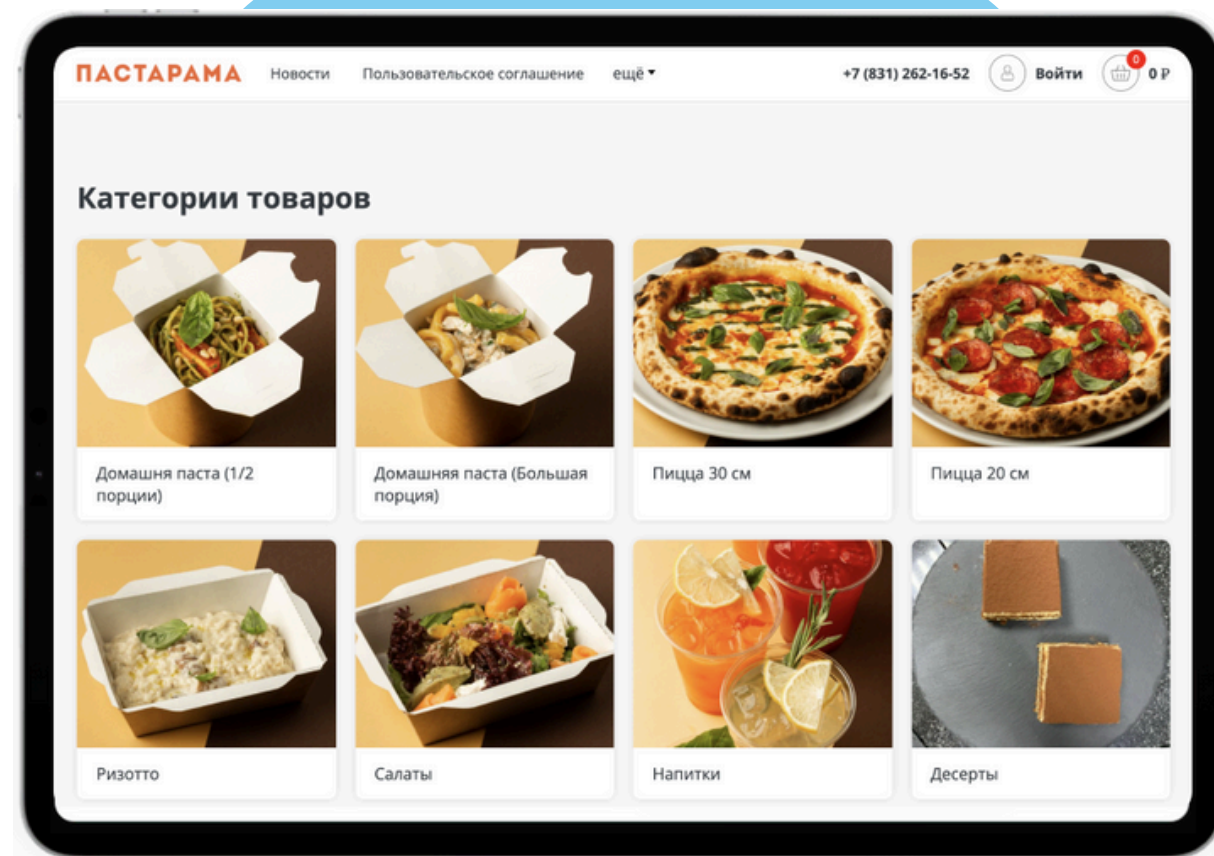 ПАСТАРАМА Новости Пользовательское соглашение ещё +7 (831) 262-16-52 Войти 0 0 ₽
Категории товаров
Домашня паста (1/2
порции)
Домашняя паста (Большая
порция)
Пицца 30 см
Пицца 20 см
Ризотто
Салаты
Напитки
Десерты